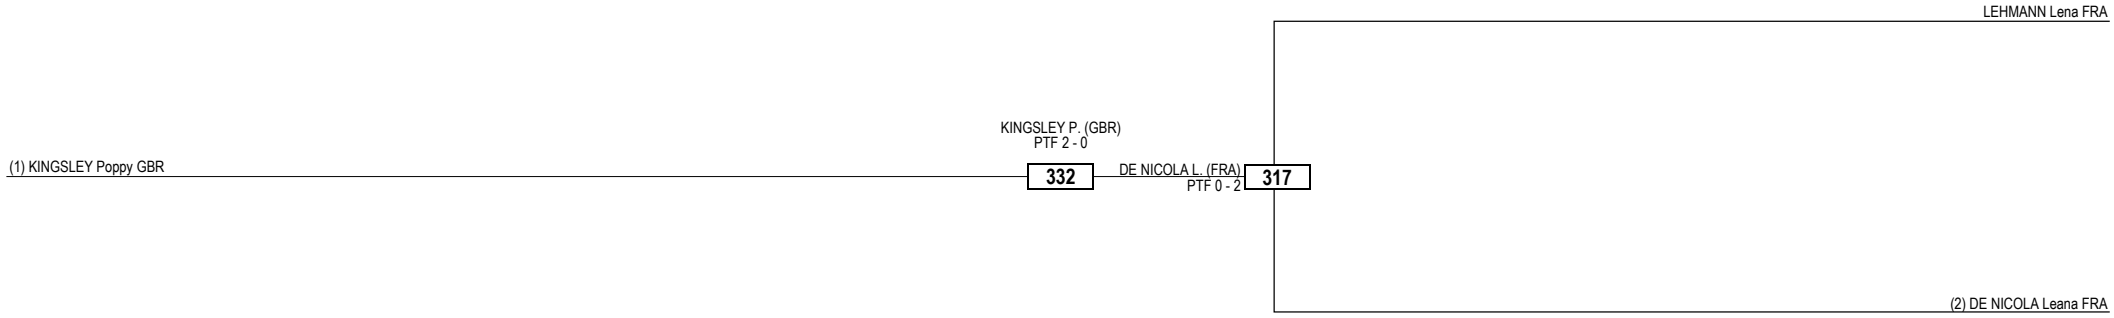 LEHMANN Lena FRA
KINGSLEY P. (GBR)
PTF 2 - 0
(1) KINGSLEY Poppy GBR
332
DE NICOLA L. (FRA)
PTF 0 - 2
317
(2) DE NICOLA Leana FRA